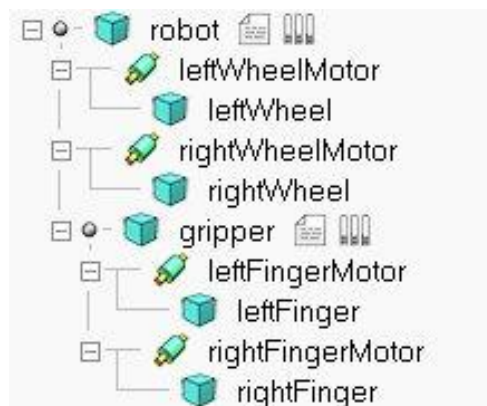 robot
leftWheelMotor
leftWheel
rightWheelMotor
rightWheel
gripper
leftFingerMotor
leftFinger
rightFingerMotor
rightFinger